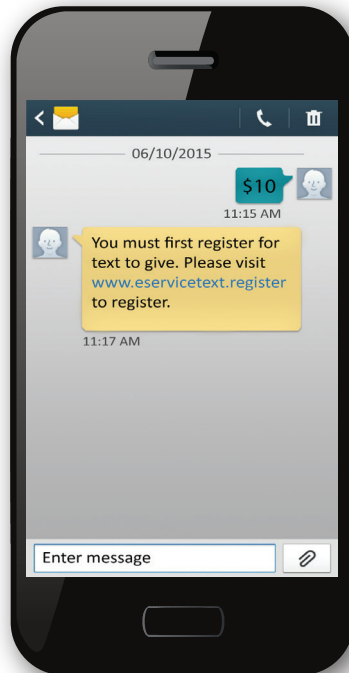 06/10/2015
$10
11:15 AM
You must first register for
text to give. Please visit
www.eservicetext.register
to register.
11:17 AM
Enter message